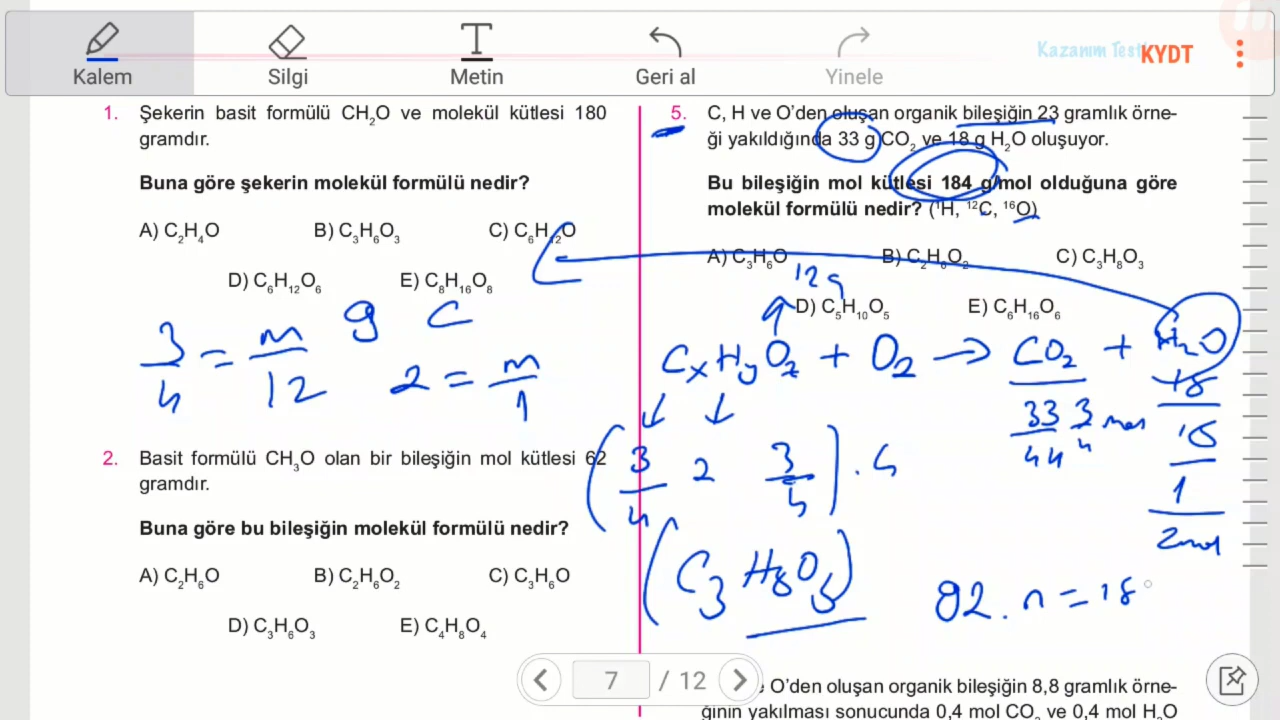 Kalem
Silgi
Metin
Geri al
Yinele
Kazanım Testi
KYDT
1. Şekerin basit formülü CH₂O ve molekül kütlesi 180
gramdır.
Buna göre şekerin molekül formülü nedir?
A) C₂H₄O B) C₃H₆O₃ C) C₆H₁₂O
D) C₆H₁₂O₆ E) C₈H₁₆O₈
3/4 = m/12 9 C
2 = m/1
2. Basit formülü CH₃O olan bir bileşiğin mol kütlesi 62
gramdır.
Buna göre bu bileşiğin molekül formülü nedir?
A) C₂H₆O B) C₂H₆O₂ C) C₃H₆O
D) C₃H₆O₃ E) C₄H₈O₄
5. C, H ve O'den oluşan organik bileşiğin 23 gramlık örne-
ği yakıldığında 33 g CO₂ ve 18 g H₂O oluşuyor.
Bu bileşiğin mol kütlesi 184 g/mol olduğuna göre
molekül formülü nedir? (¹H, ¹²C, ¹⁶O)
A) C₃H₆O B) C₂H₆O₂ C) C₃H₈O₃
12 g
D) C₅H₁₀O₅ E) C₆H₁₆O₆
CxHyOz + O₂ → CO₂ + H₂O
33/44 3/4 mol
18
1
2mol
(3/4 2 3/4) . 4
(C₃H₈O₃)
92 . n = 18
7 / 12
O'den oluşan organik bileşiğin 8,8 gramlık örne-
ğinin yakılması sonucunda 0,4 mol CO₂ ve 0,4 mol H₂O